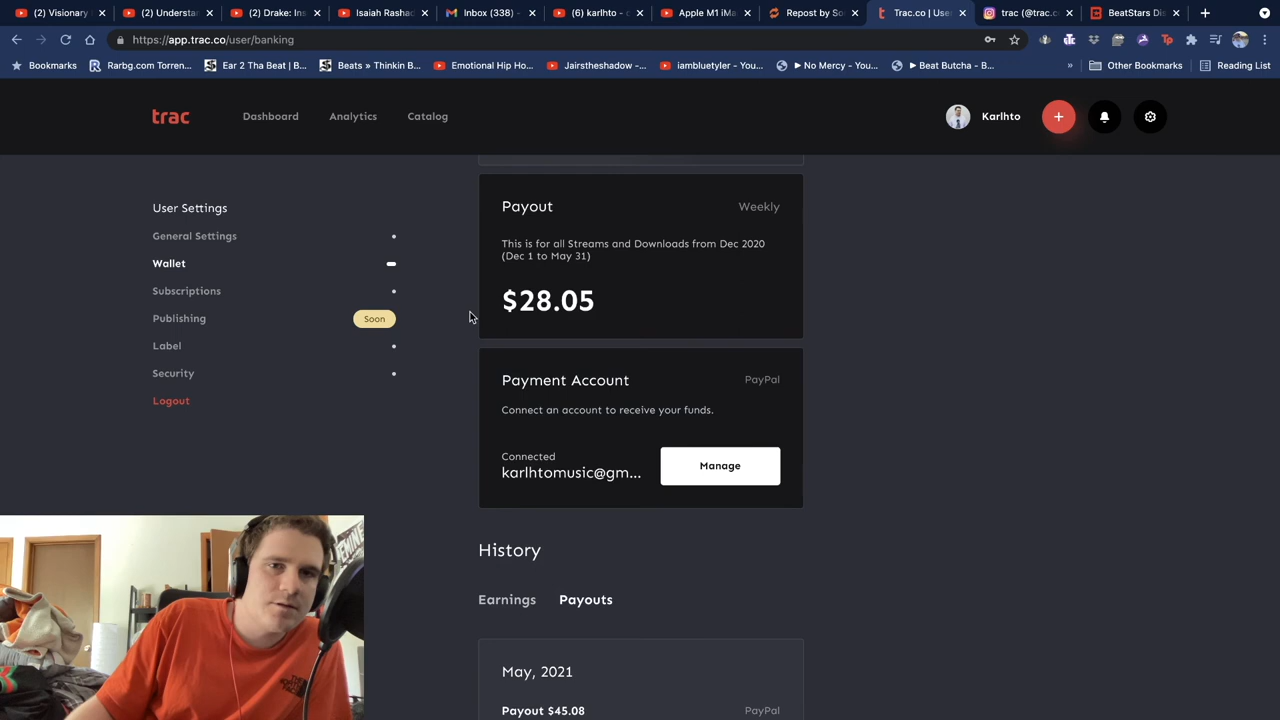 (2) Visionary
(2) Understan
(2) Drake: Ins
Isaiah Rasha
Inbox (338) -
(6) karlhto - c
Apple M1 iMa
Repost by So
Trac.co | Use
trac (@trac.c
BeatStars Dis
https://app.trac.co/user/banking
Bookmarks
Rarbg.com Torren...
Ear 2 Tha Beat | B...
Beats » Thinkin B...
Emotional Hip Ho...
Jairstheshadow/...
iambluetyler - You...
► No Mercy - You...
► Beat Butcha - B...
»
Other Bookmarks
Reading List
trac
Dashboard
Analytics
Catalog
Karlhto
User Settings
General Settings
Wallet
Subscriptions
Publishing
Soon
Label
Security
Logout
Payout
Weekly
This is for all Streams and Downloads from Dec 2020
(Dec 1 to May 31)
$28.05
Payment Account
PayPal
Connect an account to receive your funds.
Connected
karlhtomusic@gm...
Manage
History
Earnings
Payouts
May, 2021
Payout $45.08
PayPal